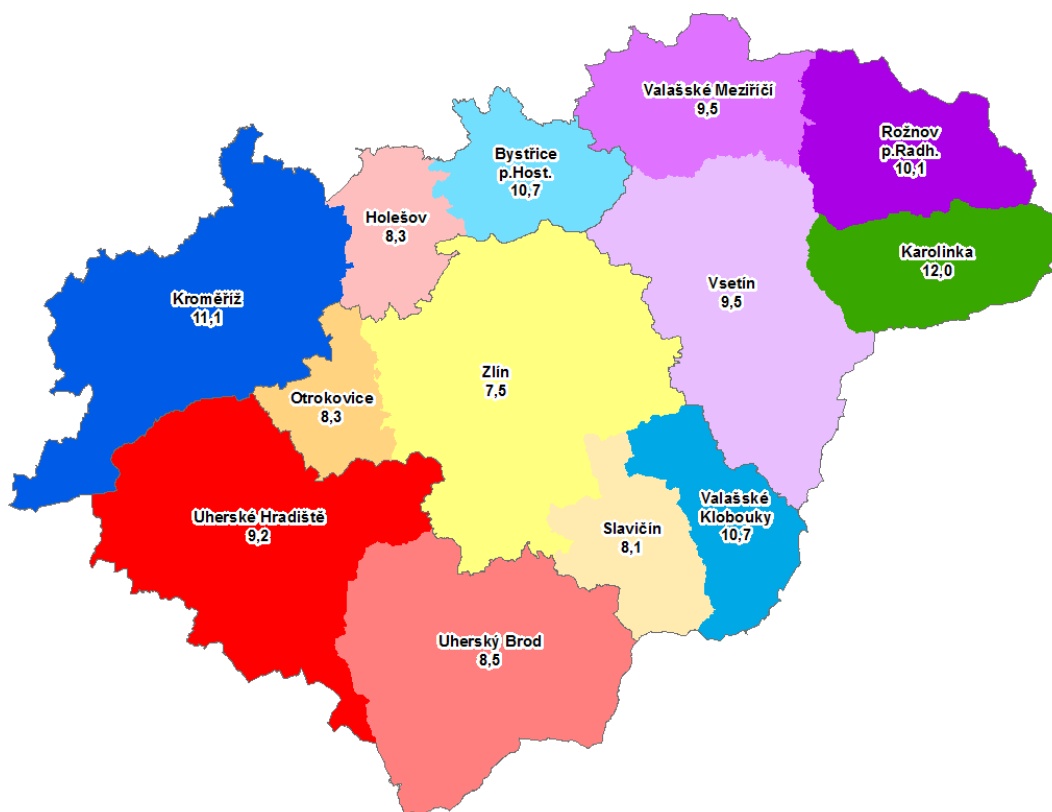 Valašské Meziříčí
9,5
Rožnov
p.Radh.
10,1
Bystřice
p.Host.
10,7
Holešov
8,3
Karolinka
12,0
Vsetín
9,5
Kroměříž
11,1
Zlín
7,5
Otrokovice
8,3
Valašské
Klobouky
10,7
Uherské Hradiště
9,2
Slavičín
8,1
Uherský Brod
8,5